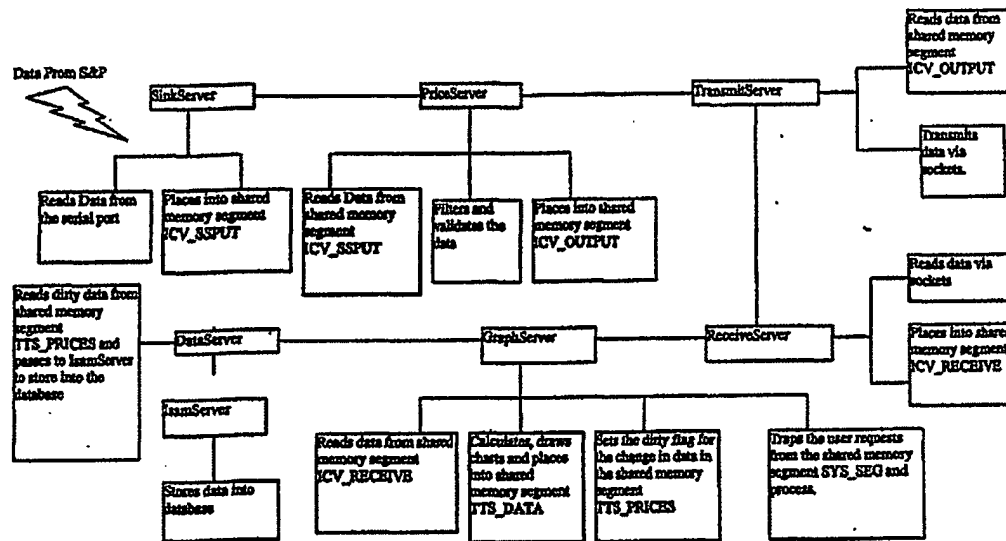 Reads data from
shared memory
segment
ICV_OUTPUT
Data From S&P
SinkServer
PriceServer
TransmitServer
Transmits
data via
sockets.
Reads Data from
the serial port
Places into shared
memory segment
ICV_SSPUT
Reads Data from
shared memory
segment
ICV_SSPUT
Filters and
validates the
data
Places into shared
memory segment
ICV_OUTPUT
Reads data via
sockets
Reads dirty data from
shared memory
segment
TTS_PRICES and
passes to IsamServer
to store into the
database
DataServer
GraphServer
ReceiveServer
Places into shared
memory segment
ICV_RECEIVE
IsamServer
Stores data into
database
Reads data from shared
memory segment
ICV_RECEIVE
Calculates, draws
charts and places
into shared
memory segment
TTS_DATA
Sets the dirty flag for
the change in data in
the shared memory
segment
TTS_PRICES
Traps the user requests
from the shared memory
segment SYS_SEG and
process,